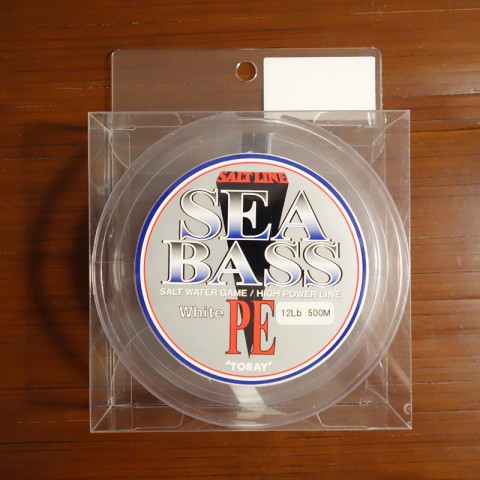 SALT LINE
SEA
BASS
SALT WATER GAME / HIGH POWER LINE
White PE 12Lb 500M
"TORAY"